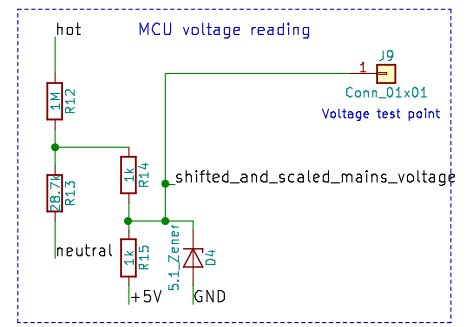 MCU voltage reading
hot
J9
1
Conn_01x01
Voltage test point
1M
R12
1k
R14
28.7k
R13
shifted_and_scaled_mains_voltage
neutral
1k
R15
5.1_Zener
D4
+5V
GND